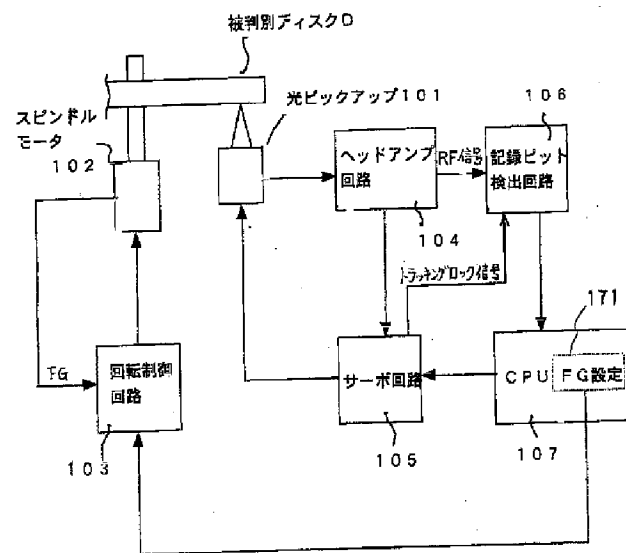 被判別ディスクD
光ピックアップ101
スピンドル
モータ
102
ヘッドアンプ
回路
104
RF信号
106
記録ピット
検出回路
トラッキングロック信号
171
FG
回転制御
回路
103
サーボ回路
105
CPU
FG設定
107